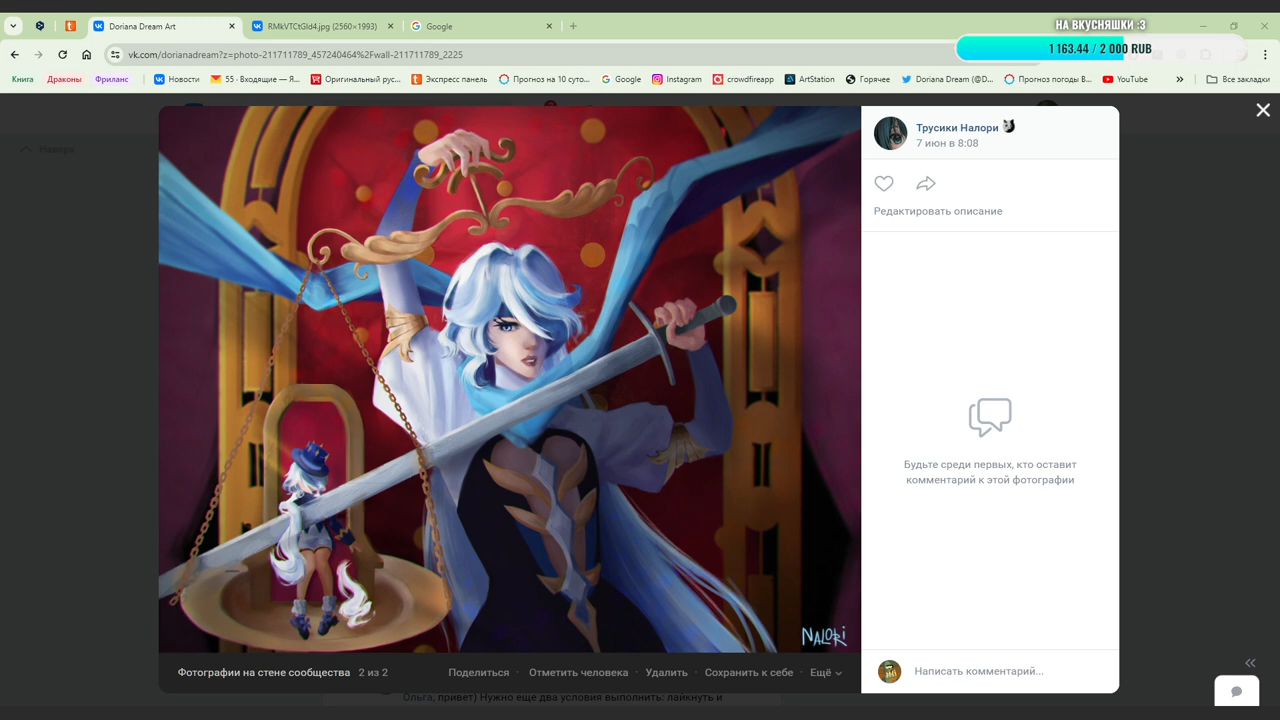 НА ВКУСНЯШКИ :3
Doriana Dream Art
RMkVTCtGId4.jpg (2560×1993)
Google
1 163.44 / 2 000 RUB
vk.com/dorianadream?z=photo-211711789_457240464%2Fwall-211711789_2225
Книга
Драконы
Фриланс
Новости
55 · Входящие — Я...
Оригинальный рус...
Экспресс панель
Прогноз на 10 суто...
Google
Instagram
crowdfireapp
ArtStation
Горячее
Doriana Dream (@D...
Прогноз погоды В...
YouTube
Все закладки
Наверх
Трусики Налори
7 июн в 8:08
Редактировать описание
Будьте среди первых, кто оставит
комментарий к этой фотографии
NALORI
Фотографии на стене сообщества 2 из 2
Поделиться
Отметить человека
Удалить
Сохранить к себе
Ещё
Написать комментарий...
Ольга, привет) Нужно еще два условия выполнить: лайкнуть и